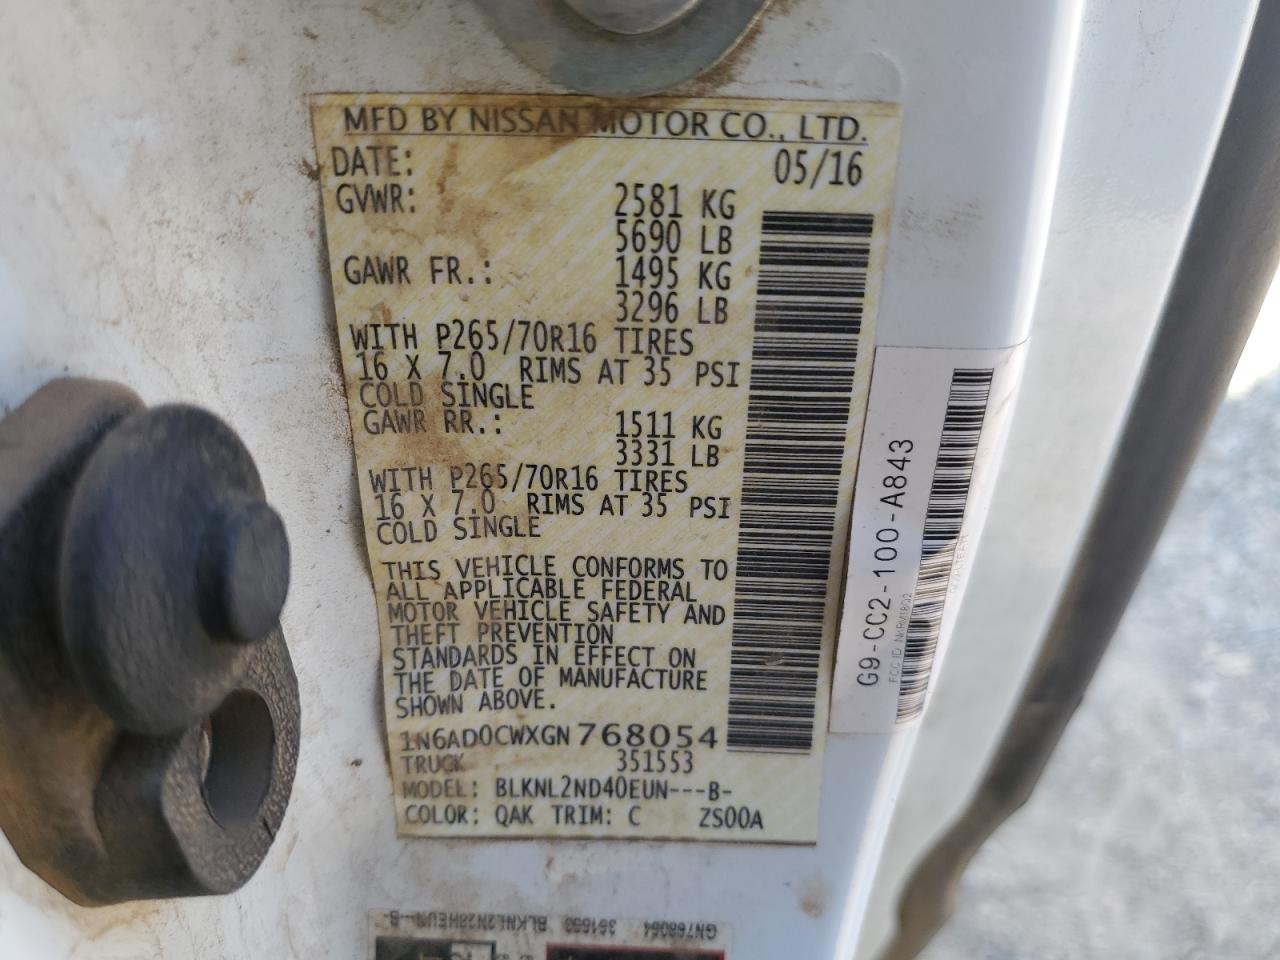 MFD BY NISSAN MOTOR CO., LTD.
DATE: 05/16
GVWR: 2581 KG
5690 LB
GAWR FR.: 1495 KG
3296 LB
WITH P265/70R16 TIRES
16 X 7.0 RIMS AT 35 PSI
COLD SINGLE
GAWR RR.: 1511 KG
3331 LB
WITH P265/70R16 TIRES
16 X 7.0 RIMS AT 35 PSI
COLD SINGLE
THIS VEHICLE CONFORMS TO
ALL APPLICABLE FEDERAL
MOTOR VEHICLE SAFETY AND
THEFT PREVENTION
STANDARDS IN EFFECT ON
THE DATE OF MANUFACTURE
SHOWN ABOVE.
1N6AD0CWXGN768054
TRUCK 351553
MODEL: BLKNL2ND40EUN---B-
COLOR: QAK TRIM: C ZS00A
G9-CC2-100-A843
FCC ID
GN768054 351553